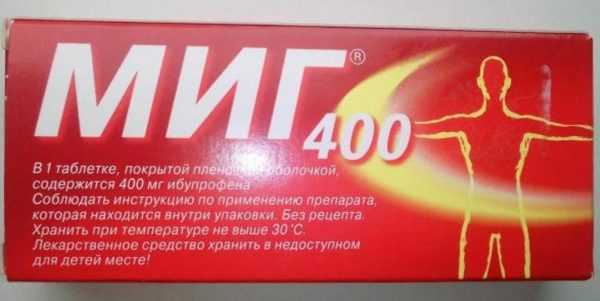 МИГ®
400
В 1 таблетке, покрытой пленочной оболочкой,
содержится 400 мг ибупрофена
Соблюдать инструкцию по применению препарата,
которая находится внутри упаковки. Без рецепта.
Хранить при температуре не выше 30 °С.
Лекарственное средство хранить в недоступном
для детей месте!